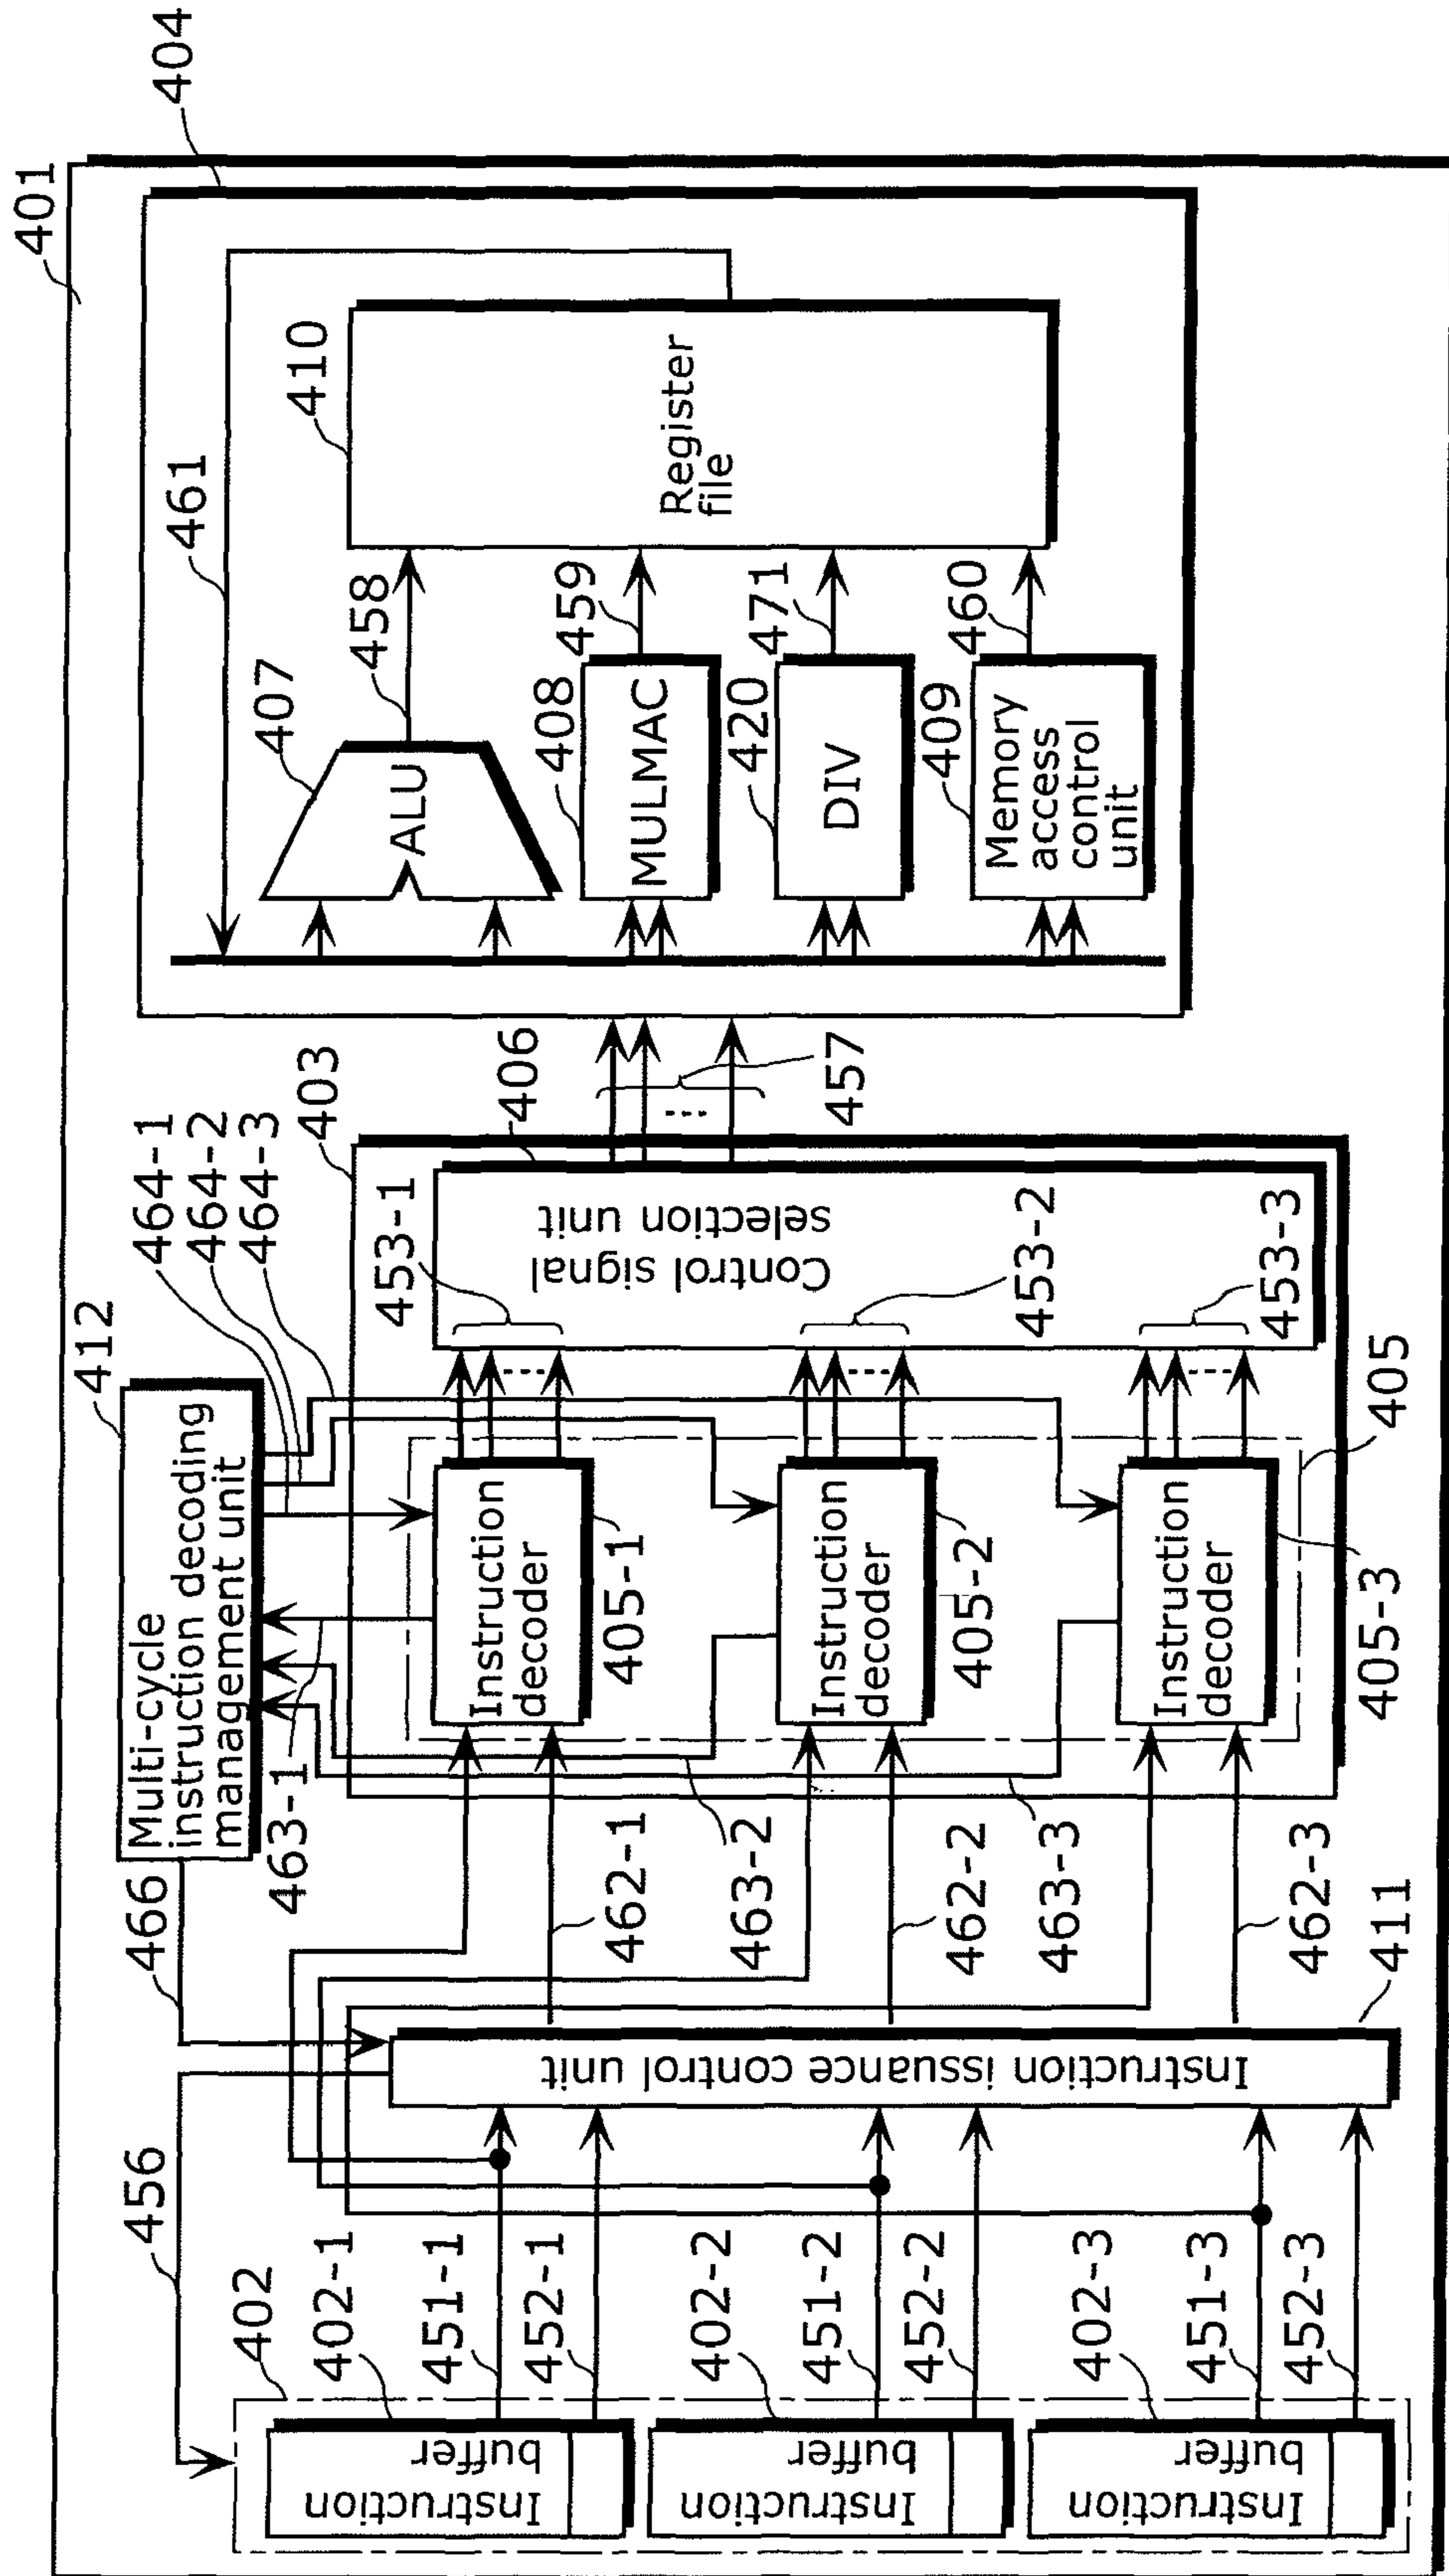 401
404
412
Multi-cycle
instruction decoding
management unit
464-1
464-2
464-3
403
466
463-1
456
461
407
ALU
458
410
Register
file
408
MULMAC
459
420
DIV
471
409
Memory
access
control
unit
460
406
457
453-1
Control signal
selection unit
453-2
453-3
405
Instruction
decoder
405-1
Instruction
decoder
405-2
Instruction
decoder
405-3
462-1
463-2
462-2
463-3
462-3
411
Instruction issuance control unit
402
402-1
451-1
452-1
Instruction
buffer
402-2
451-2
452-2
Instruction
buffer
402-3
451-3
452-3
Instruction
buffer